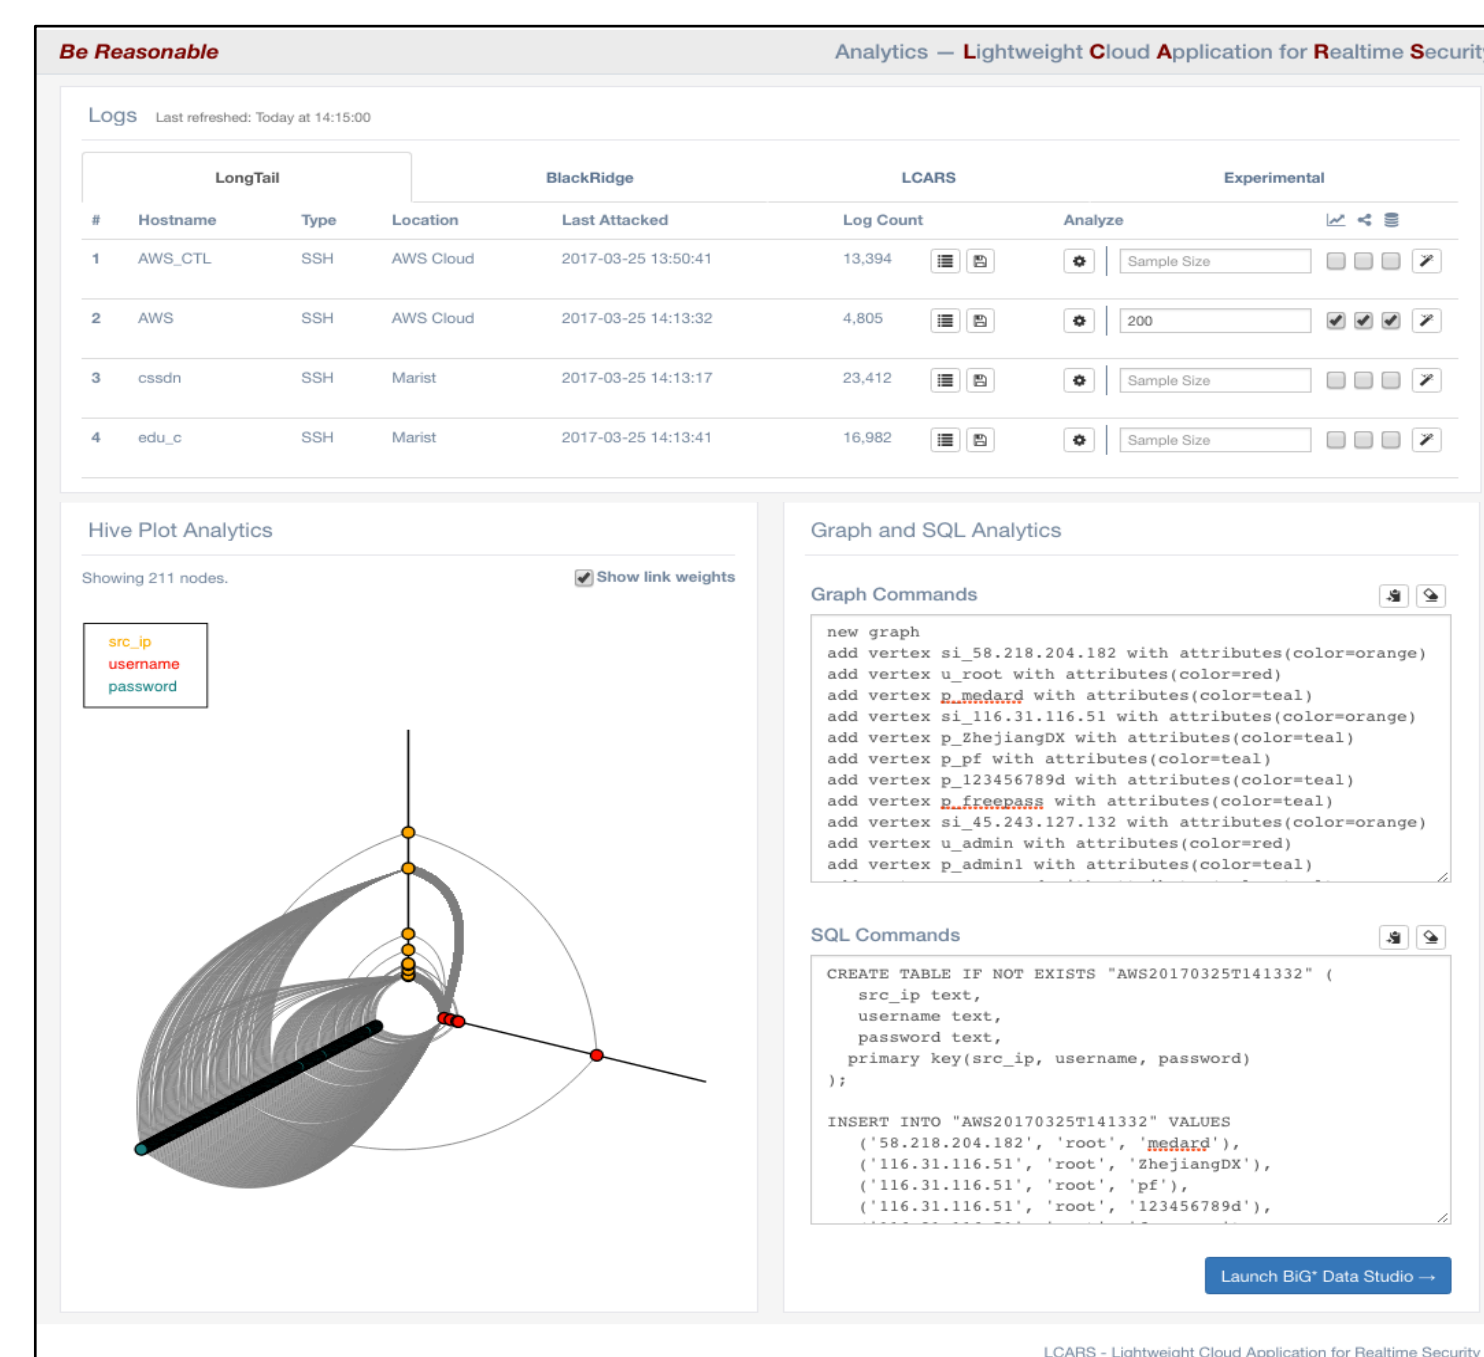 Be Reasonable
Analytics — Lightweight Cloud Application for Realtime Securit
Logs Last refreshed: Today at 14:15:00
LongTail BlackRidge LCARS Experimental
# Hostname Type Location Last Attacked Log Count Analyze
1 AWS_CTL SSH AWS Cloud 2017-03-25 13:50:41 13,394 Sample Size
2 AWS SSH AWS Cloud 2017-03-25 14:13:32 4,805 200
3 cssdn SSH Marist 2017-03-25 14:13:17 23,412 Sample Size
4 edu_c SSH Marist 2017-03-25 14:13:41 16,982 Sample Size
Hive Plot Analytics
Showing 211 nodes. Show link weights
src_ip
username
password
Graph and SQL Analytics
Graph Commands
new graph
add vertex si_58.218.204.182 with attributes(color=orange)
add vertex u_root with attributes(color=red)
add vertex p_medard with attributes(color=teal)
add vertex si_116.31.116.51 with attributes(color=orange)
add vertex p_ZhejiangDX with attributes(color=teal)
add vertex p_pf with attributes(color=teal)
add vertex p_123456789d with attributes(color=teal)
add vertex p_freepass with attributes(color=teal)
add vertex si_45.243.127.132 with attributes(color=orange)
add vertex u_admin with attributes(color=red)
add vertex p_admin1 with attributes(color=teal)
SQL Commands
CREATE TABLE IF NOT EXISTS "AWS20170325T141332" (
src_ip text,
username text,
password text,
primary key(src_ip, username, password)
);
INSERT INTO "AWS20170325T141332" VALUES
('58.218.204.182', 'root', 'medard'),
('116.31.116.51', 'root', 'ZhejiangDX'),
('116.31.116.51', 'root', 'pf'),
('116.31.116.51', 'root', '123456789d'),
Launch BiG* Data Studio →
LCARS - Lightweight Cloud Application for Realtime Security